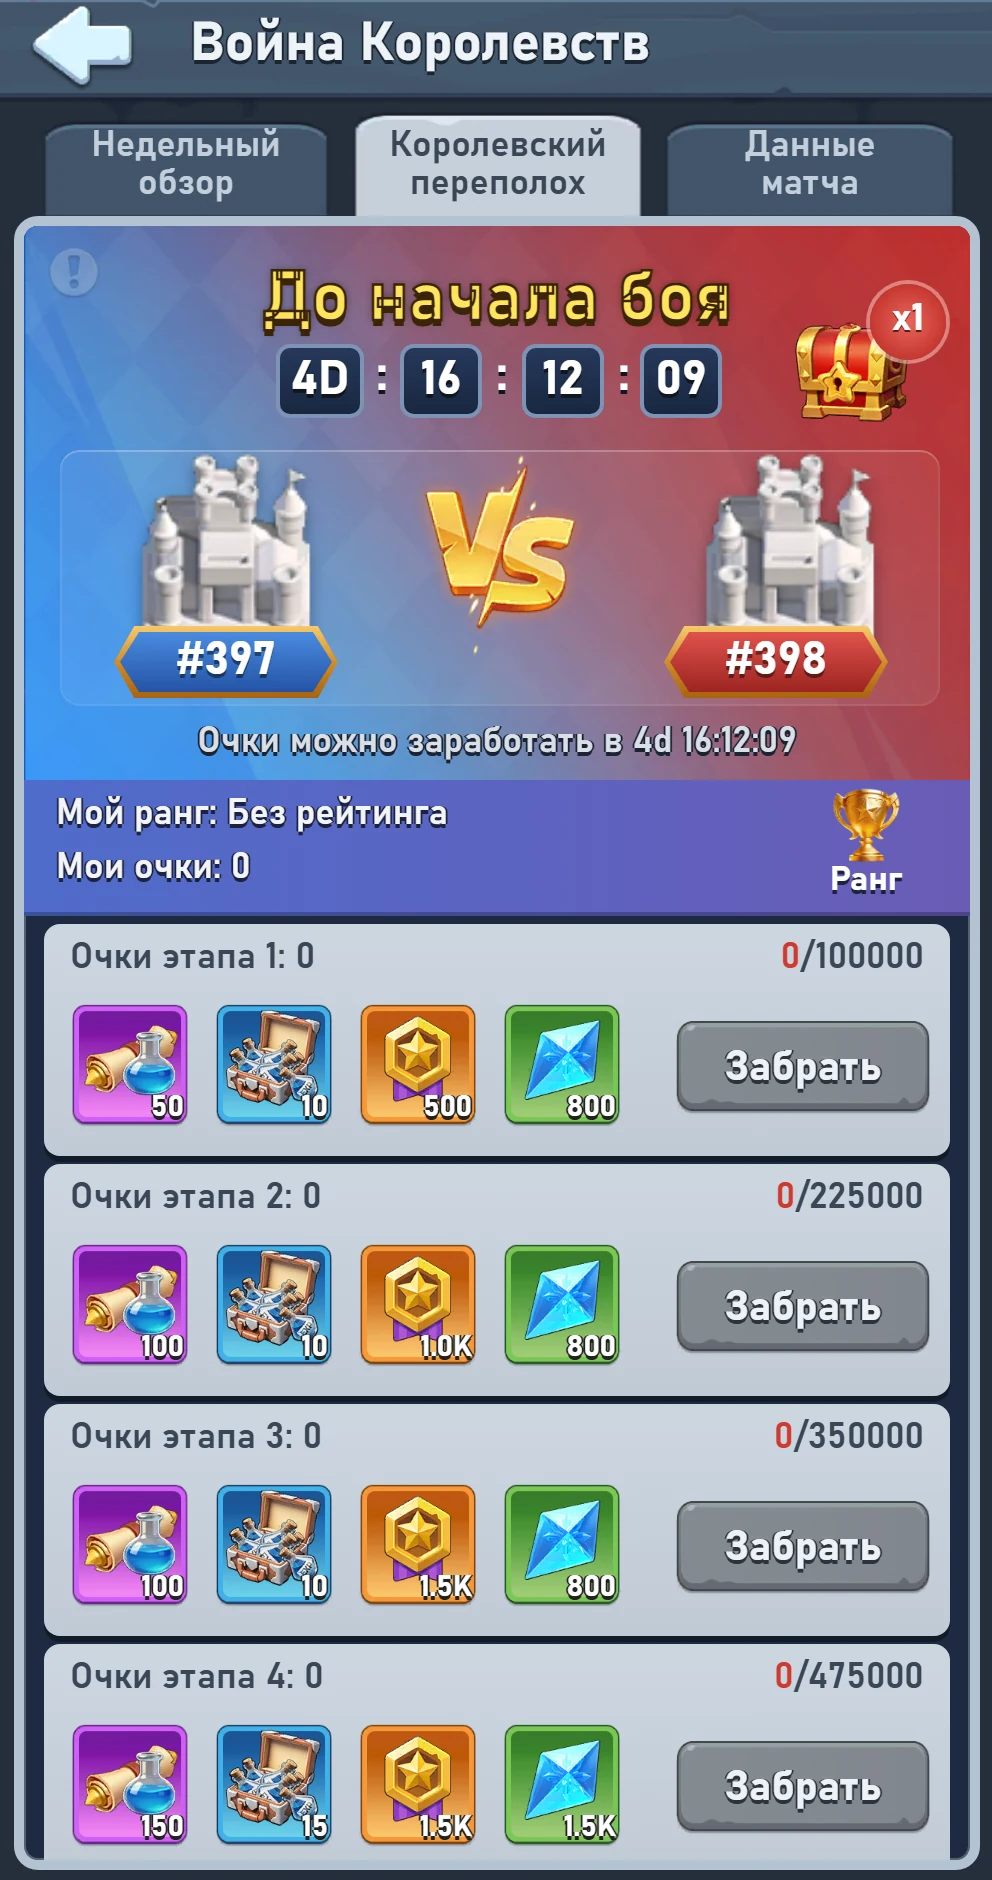 Война Королевств
Недельный
обзор
Королевский
переполох
Данные
матча
До начала боя
x1
4D : 16 : 12 : 09
VS
#397
#398
Очки можно заработать в 4d 16:12:09
Мой ранг: Без рейтинга
Мои очки: 0
Ранг
Очки этапа 1: 0
0/100000
50
10
500
800
Забрать
Очки этапа 2: 0
0/225000
100
10
1.0K
800
Забрать
Очки этапа 3: 0
0/350000
100
10
1.5K
800
Забрать
Очки этапа 4: 0
0/475000
150
15
1.5K
1.5K
Забрать